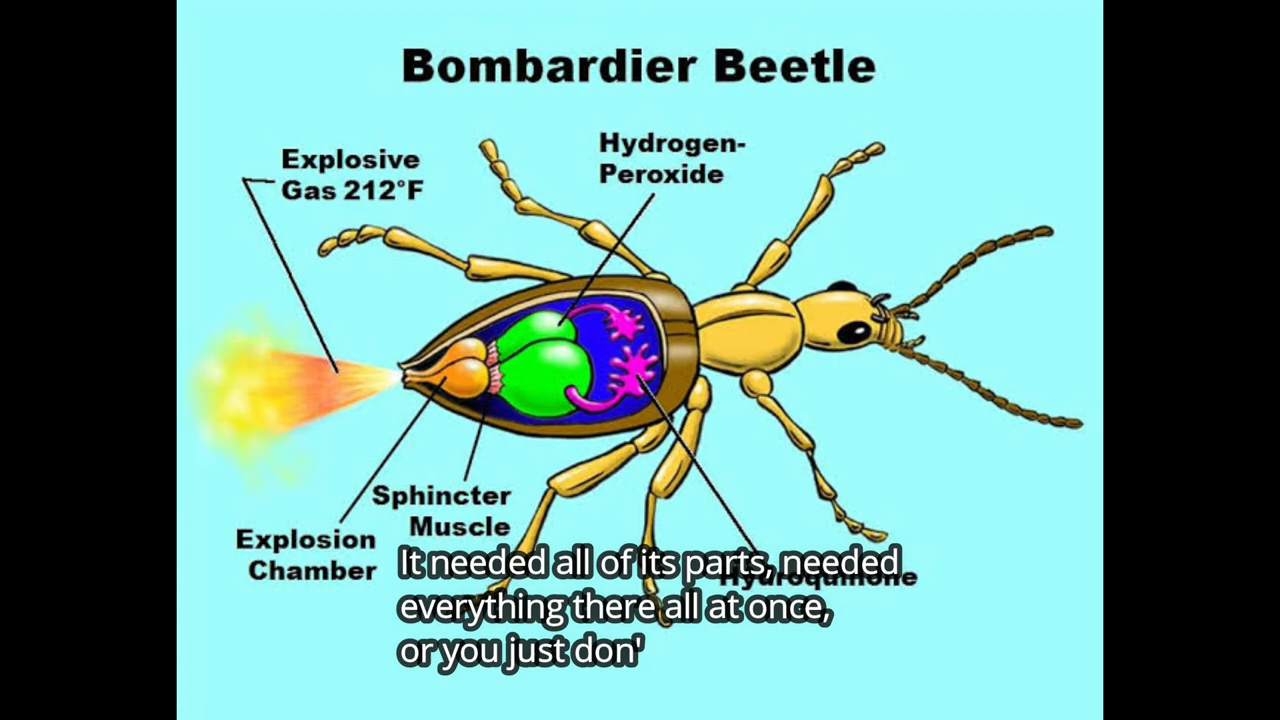 Bombardier Beetle
Explosive
Gas 212°F
Hydrogen-
Peroxide
Sphincter
Muscle
Explosion
Chamber
Hydroquinone
It needed all of its parts, needed
everything there all at once,
or you just don'